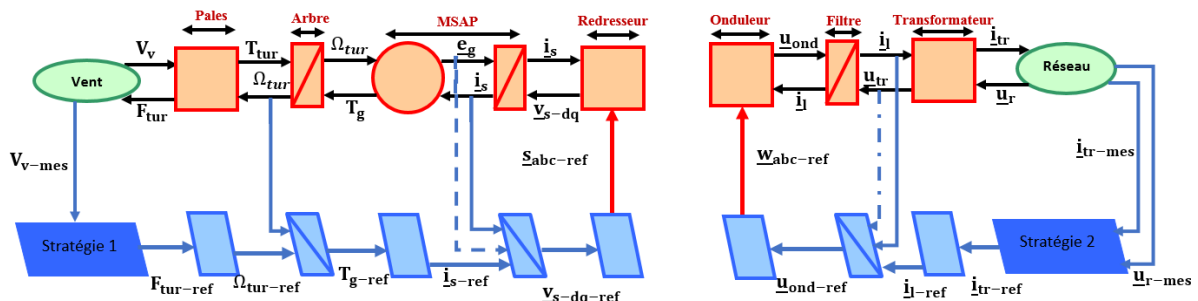 Pales
Arbre
MSAP
Redresseur
Onduleur
Filtre
Transformateur
V_v
T_tur
Ω_tur
e_g
i_s
u_ond
i_l
i_tr
Vent
Réseau
F_tur
Ω_tur
T_g
i_s
v_s−dq
i_l
u_tr
u_r
V_v−mes
s_abc−ref
w_abc−ref
i_tr−mes
Stratégie 1
Stratégie 2
F_tur−ref
Ω_tur−ref
T_g−ref
i_s−ref
v_s−dq−ref
u_ond−ref
i_l−ref
i_tr−ref
u_r−mes